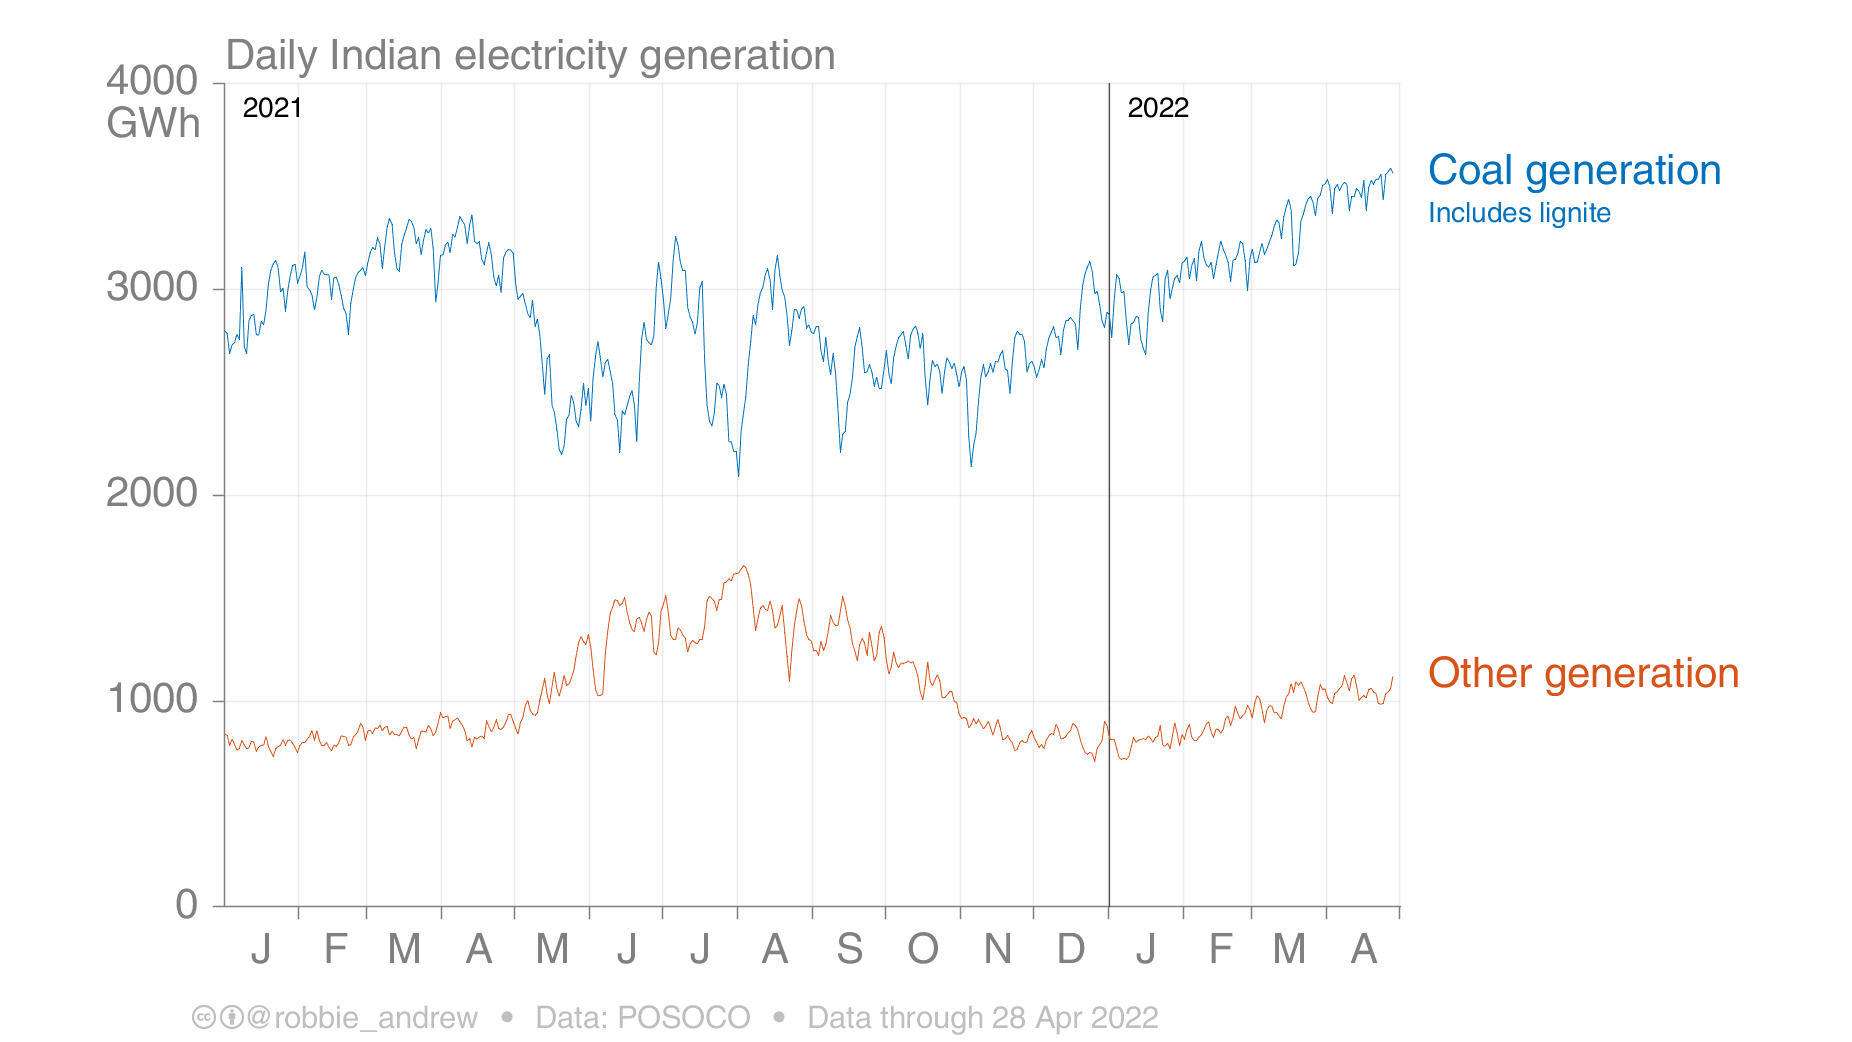 Daily Indian electricity generation
4000
GWh
2021
2022
Coal generation
Includes lignite
3000
2000
Other generation
1000
0
J F M A M J J A S O N D J F M A
cc @robbie_andrew • Data: POSOCO • Data through 28 Apr 2022